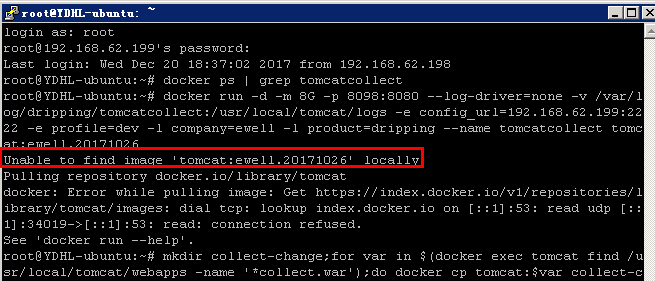 root@YDHL-ubuntu: ~
login as: root
root@192.168.62.199's password:
Last login: Wed Dec 20 18:37:02 2017 from 192.168.62.198
root@YDHL-ubuntu:~# docker ps | grep tomcatcollect
root@YDHL-ubuntu:~# docker run -d -m 8G -p 8098:8080 --log-driver=none -v /var/l
og/dripping/tomcatcollect:/usr/local/tomcat/logs -e config_url=192.168.62.199:22
22 -e profile=dev -l company=ewell -l product=dripping --name tomcatcollect tomc
at:ewell.20171026
Unable to find image 'tomcat:ewell.20171026' locally
Pulling repository docker.io/library/tomcat
docker: Error while pulling image: Get https://index.docker.io/v1/repositories/l
ibrary/tomcat/images: dial tcp: lookup index.docker.io on [::1]:53: read udp [::
1]:34019->[::1]:53: read: connection refused.
See 'docker run --help'.
root@YDHL-ubuntu:~# mkdir collect-change;for var in $(docker exec tomcat find /u
sr/local/tomcat/webapps -name '*collect.war');do docker cp tomcat:$var collect-c